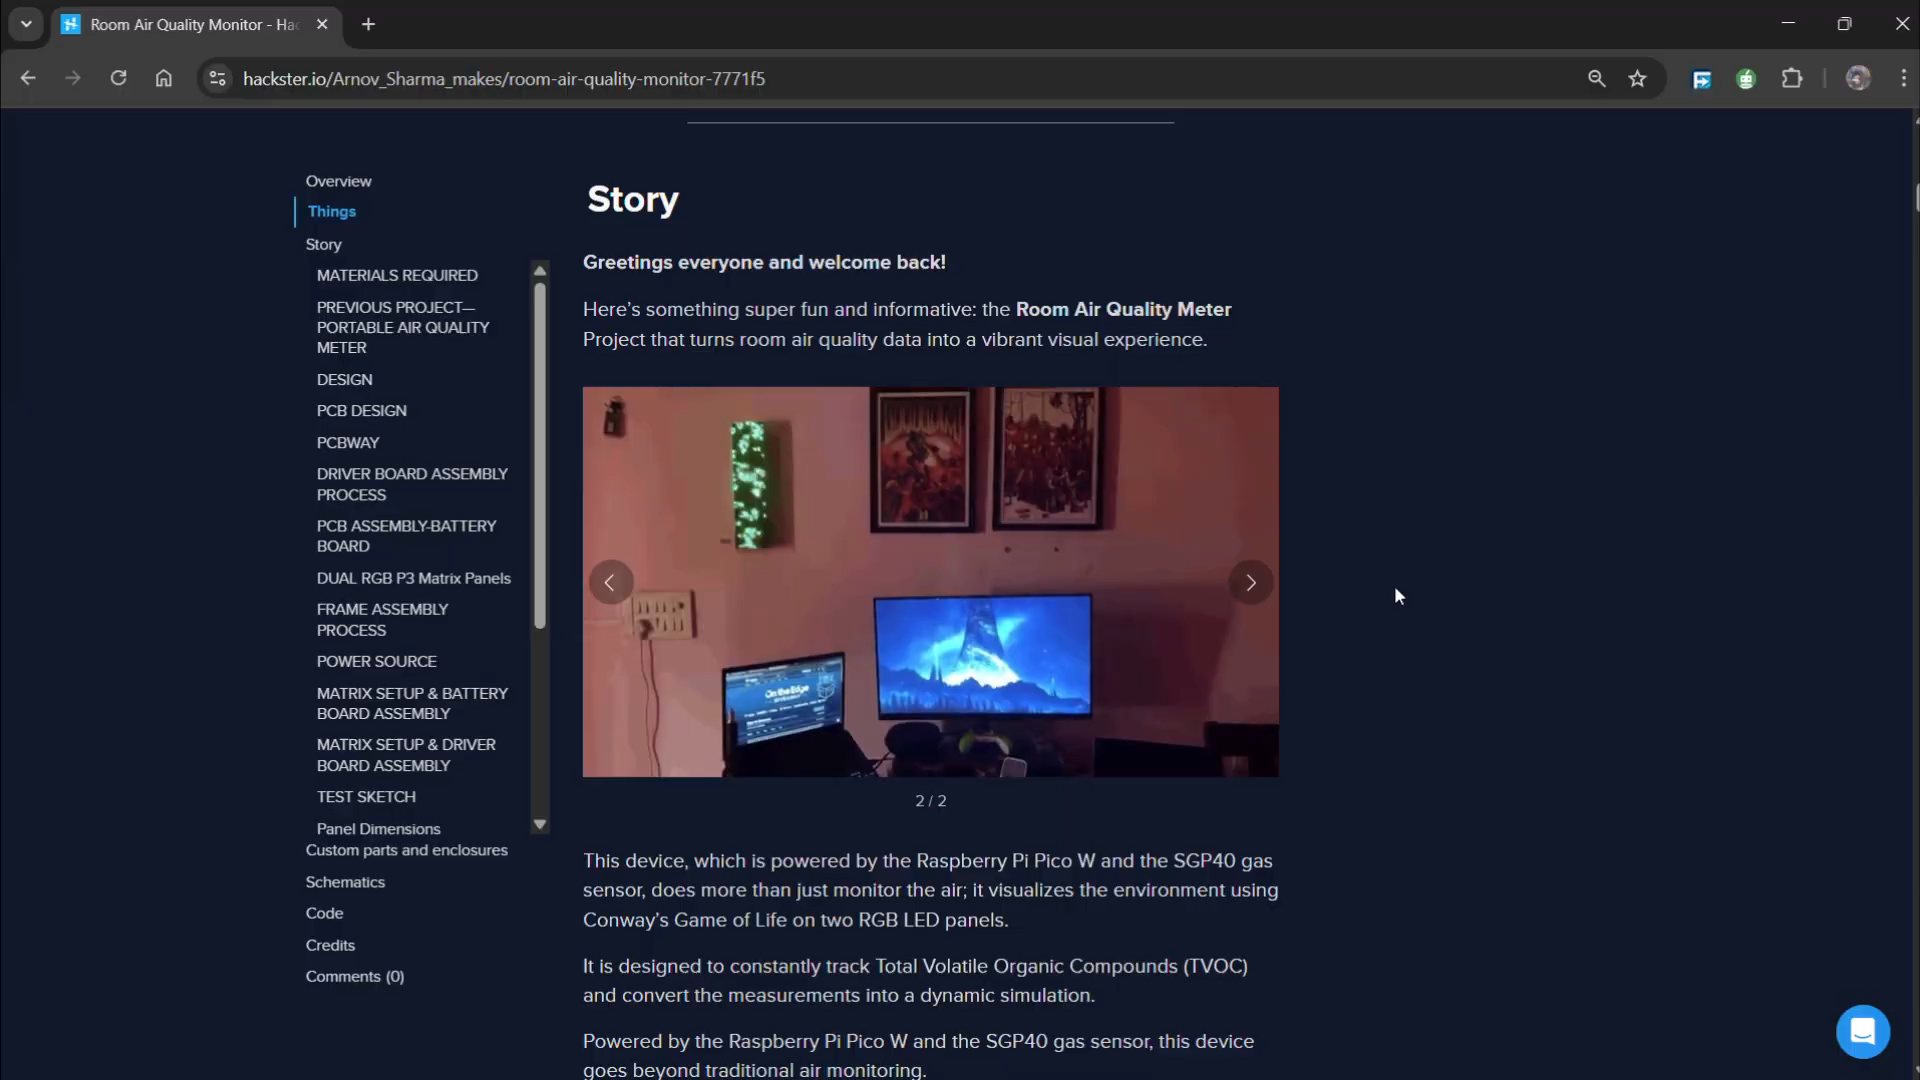 Room Air Quality Monitor - Hac
hackster.io/Arnov_Sharma_makes/room-air-quality-monitor-7771f5
Overview
Things
Story
MATERIALS REQUIRED
PREVIOUS PROJECT—
PORTABLE AIR QUALITY
METER
DESIGN
PCB DESIGN
PCBWAY
DRIVER BOARD ASSEMBLY
PROCESS
PCB ASSEMBLY-BATTERY
BOARD
DUAL RGB P3 Matrix Panels
FRAME ASSEMBLY
PROCESS
POWER SOURCE
MATRIX SETUP & BATTERY
BOARD ASSEMBLY
MATRIX SETUP & DRIVER
BOARD ASSEMBLY
TEST SKETCH
Panel Dimensions
Custom parts and enclosures
Schematics
Code
Credits
Comments (0)
Story
Greetings everyone and welcome back!
Here's something super fun and informative: the Room Air Quality Meter
Project that turns room air quality data into a vibrant visual experience.
On the Edge
2 / 2
This device, which is powered by the Raspberry Pi Pico W and the SGP40 gas
sensor, does more than just monitor the air; it visualizes the environment using
Conway's Game of Life on two RGB LED panels.
It is designed to constantly track Total Volatile Organic Compounds (TVOC)
and convert the measurements into a dynamic simulation.
Powered by the Raspberry Pi Pico W and the SGP40 gas sensor, this device
goes beyond traditional air monitoring.